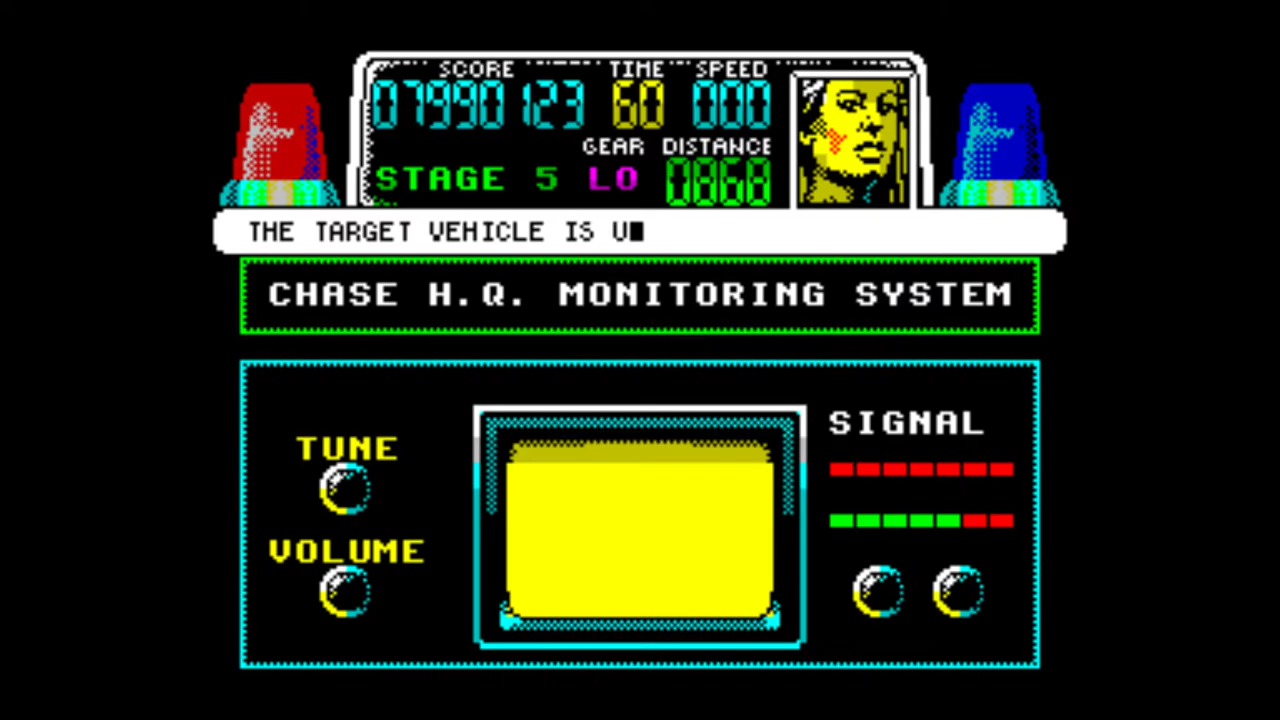 SCORE TIME SPEED
07990123 60 000
GEAR DISTANCE
STAGE 5 LO 0868
THE TARGET VEHICLE IS U
CHASE H.Q. MONITORING SYSTEM
SIGNAL
TUNE
VOLUME